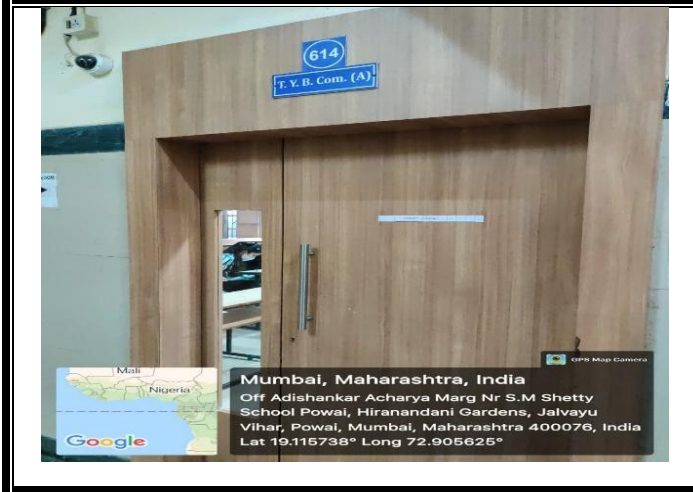 614
T. Y. B. Com. (A)
GPS Map Camera
Mali
Nigeria
Google
Mumbai, Maharashtra, India
Off Adishankar Acharya Marg Nr S.M Shetty
School Powai, Hiranandani Gardens, Jalvayu
Vihar, Powai, Mumbai, Maharashtra 400076, India
Lat 19.115738° Long 72.905625°